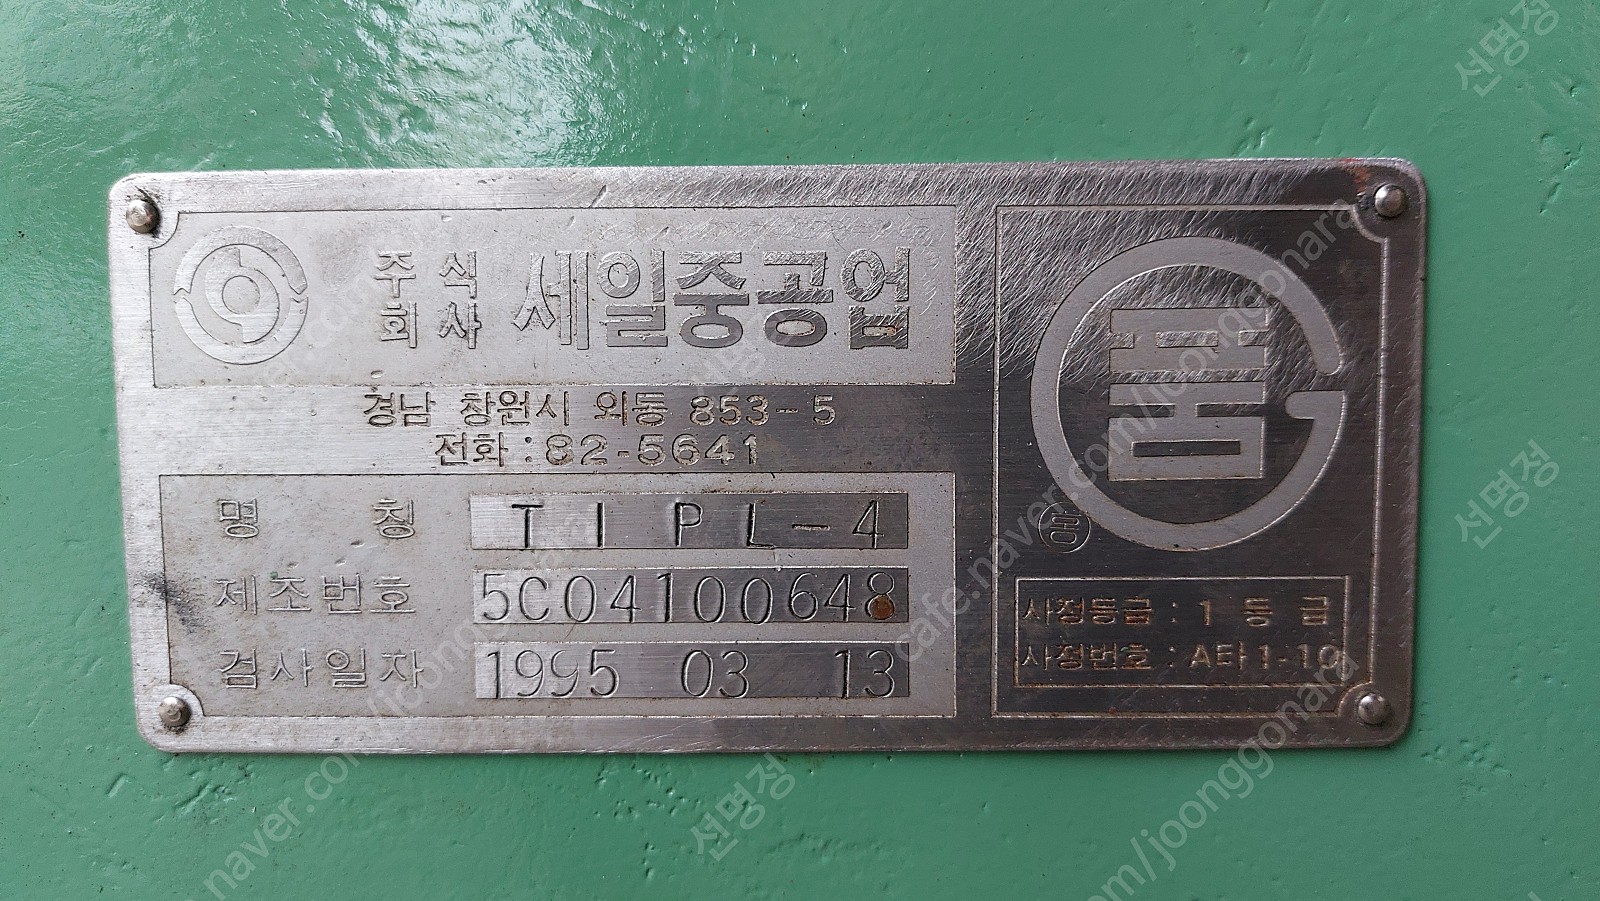 주식회사 세일중공업
경남 창원시 외동 853-5
전화 : 82-5641
명 칭 TIPL-4
제조번호 5C04100648
검사일자 1995 03 13
품
공
사정등급 : 1 등급
사정번호 : A타1-10
선명정
cafe.naver.com/joonggonara